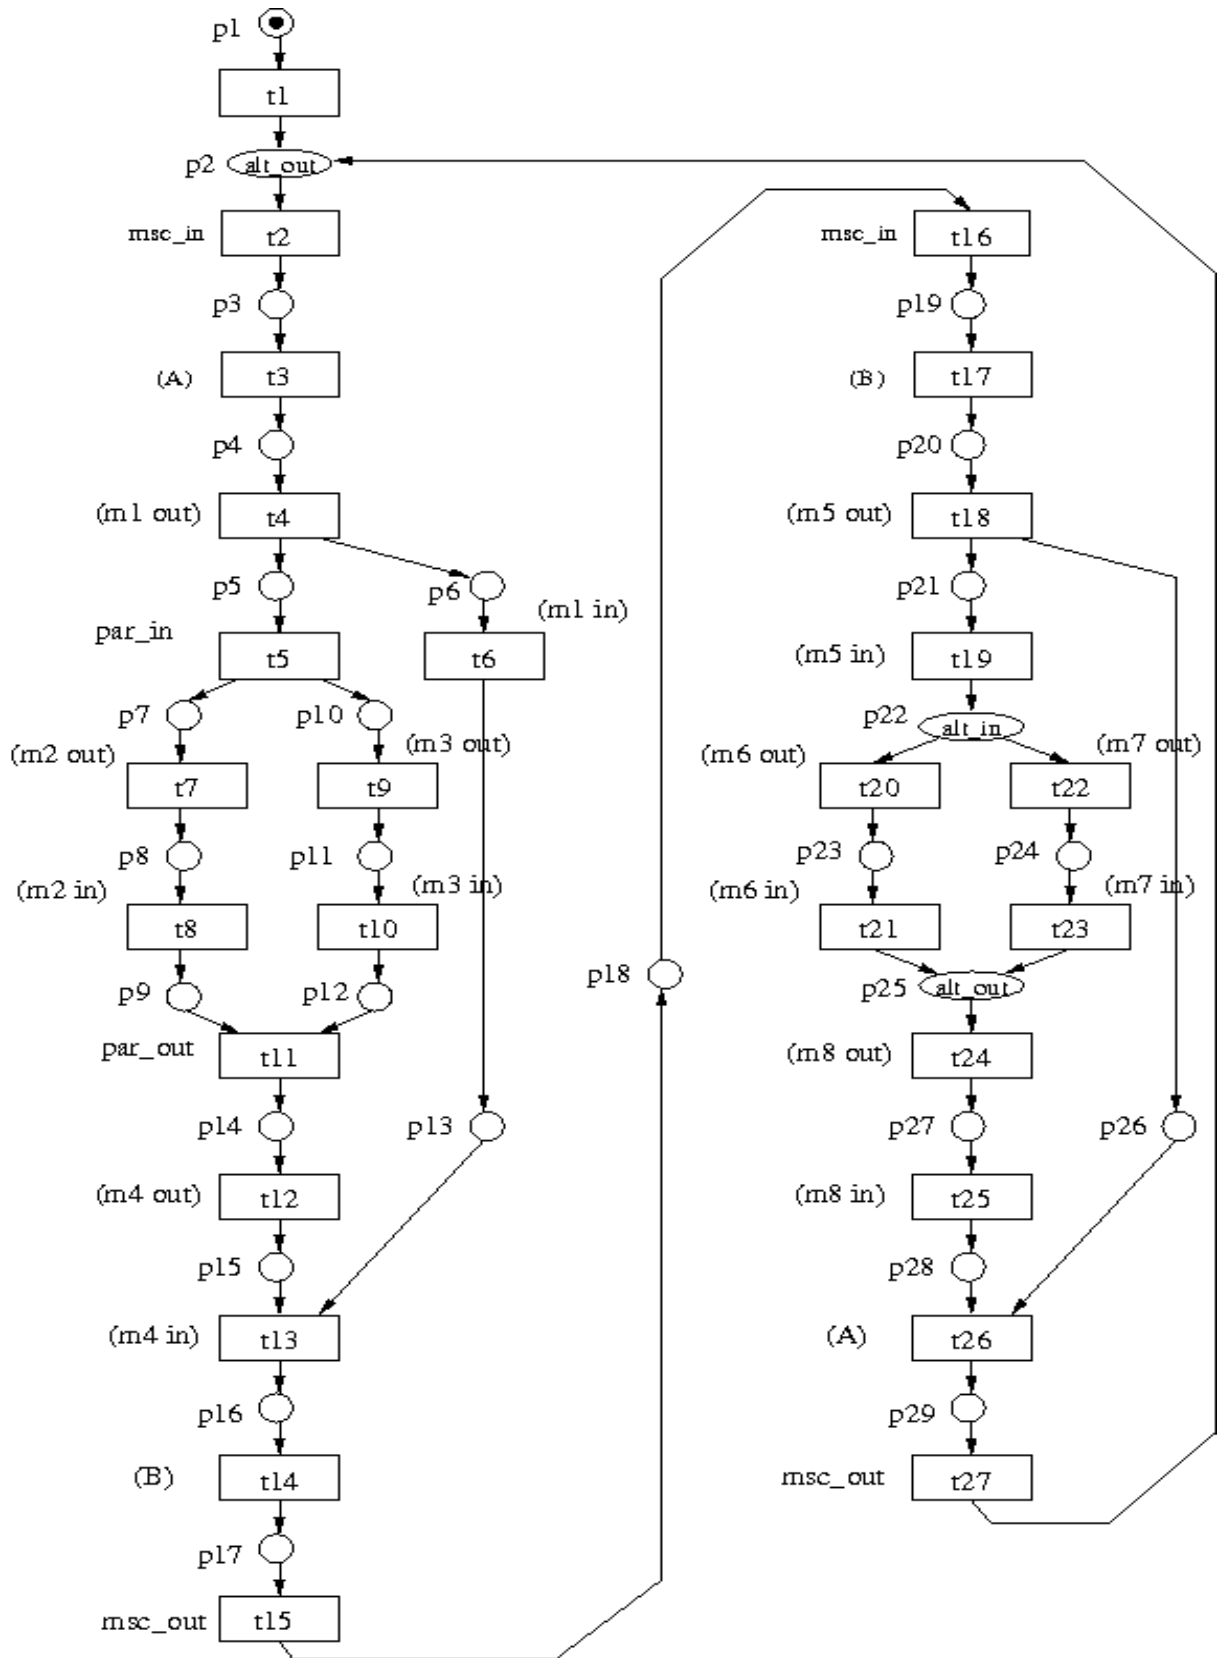 p1
t1
p2 alt_out
msc_in t2
p3
(A) t3
p4
(m1 out) t4
p5 p6
(m1 in)
par_in t5 t6
p7 p10
(m2 out) (m3 out)
t7 t9
p8 p11
(m2 in) (m3 in)
t8 t10
p9 p12
par_out t11
p14 p13
(m4 out) t12
p15
(m4 in) t13
p16
(B) t14
p17
msc_out t15
p18
msc_in t16
p19
(B) t17
p20
(m5 out) t18
p21
(m5 in) t19
p22 alt_in
(m6 out) (m7 out)
t20 t22
p23 p24
(m6 in) (m7 in)
t21 t23
p25 alt_out
(m8 out) t24
p27 p26
(m8 in) t25
p28
(A) t26
p29
msc_out t27